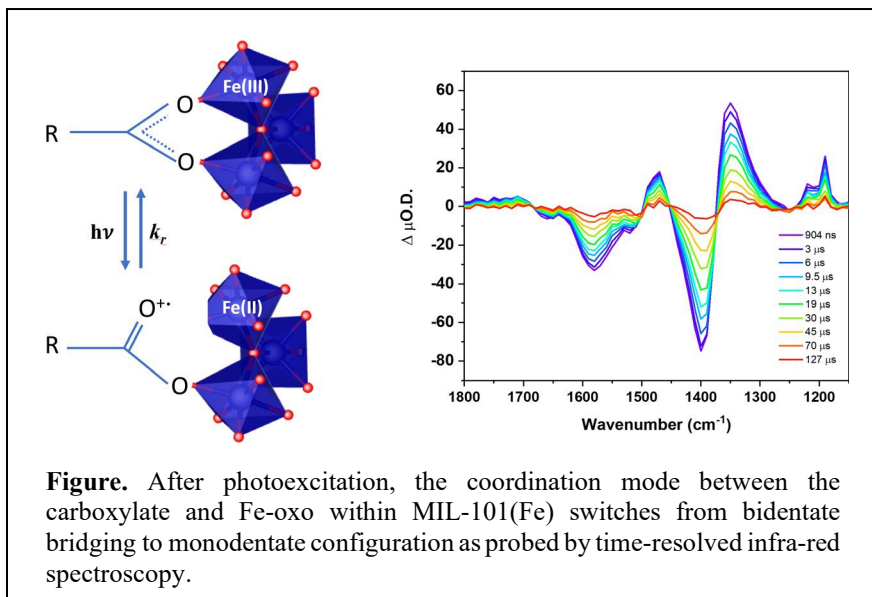 Fe(III)
O
R
O
hν
kr
O+·
Fe(II)
R
O
Δ μO.D.
60
40
20
0
-20
-40
-60
-80
904 ns
3 μs
6 μs
9.5 μs
13 μs
19 μs
30 μs
45 μs
70 μs
127 μs
1800 1700 1600 1500 1400 1300 1200
Wavenumber (cm-1)
Figure. After photoexcitation, the coordination mode between the
carboxylate and Fe-oxo within MIL-101(Fe) switches from bidentate
bridging to monodentate configuration as probed by time-resolved infra-red
spectroscopy.